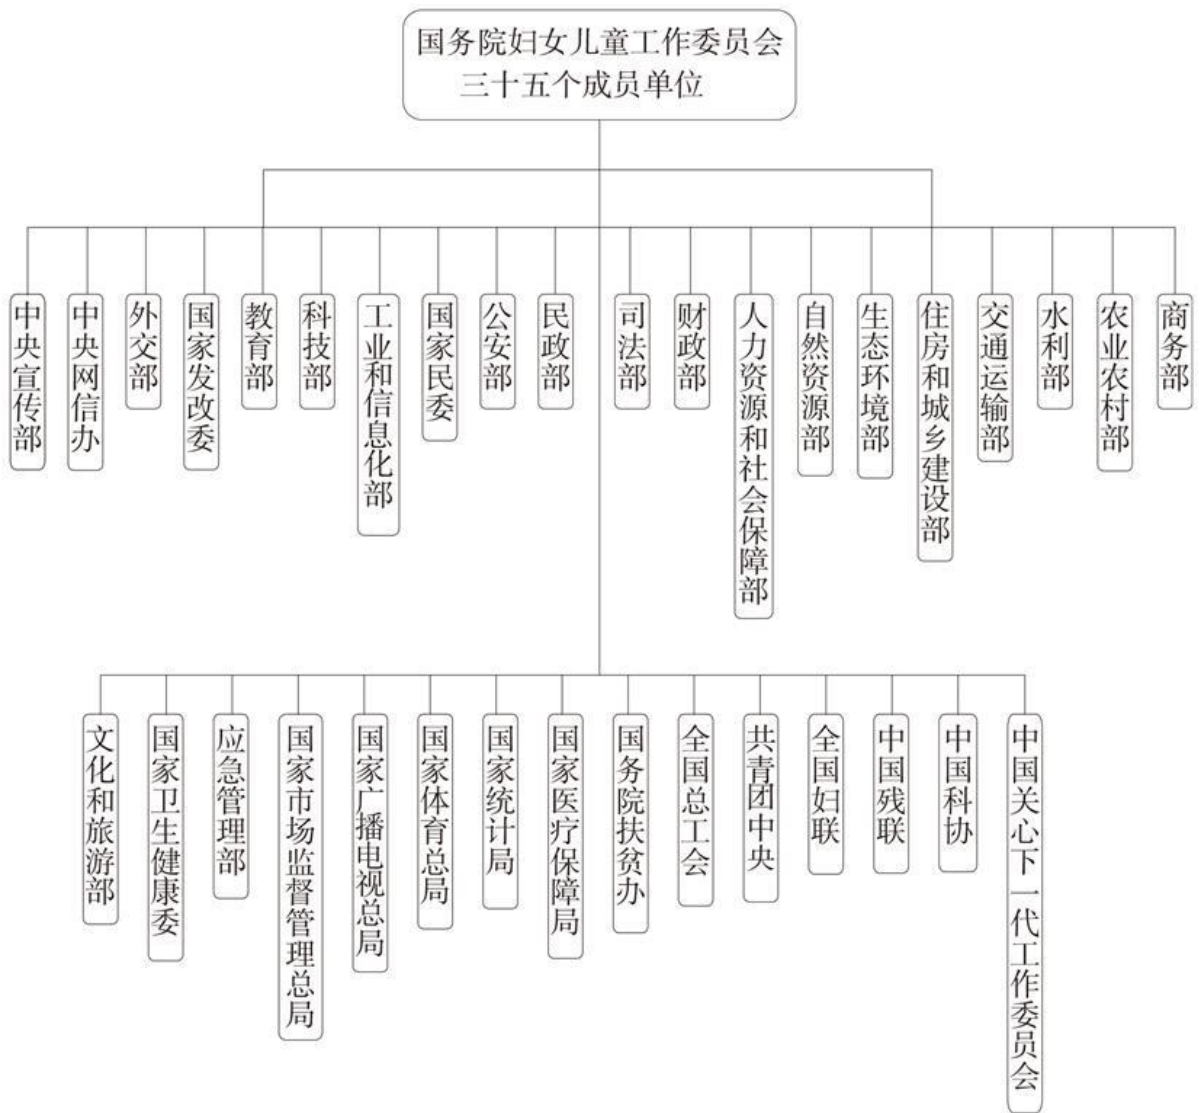 国务院妇女儿童工作委员会
三十五个成员单位
中央宣传部
中央网信办
外交部
国家发改委
教育部
科技部
工业和信息化部
国家民委
公安部
民政部
司法部
财政部
人力资源和社会保障部
自然资源部
生态环境部
住房和城乡建设部
交通运输部
水利部
农业农村部
商务部
文化和旅游部
国家卫生健康委
应急管理部
国家市场监督管理总局
国家广播电视总局
国家体育总局
国家统计局
国家医疗保障局
国务院扶贫办
全国总工会
共青团中央
全国妇联
中国残联
中国科协
中国关心下一代工作委员会